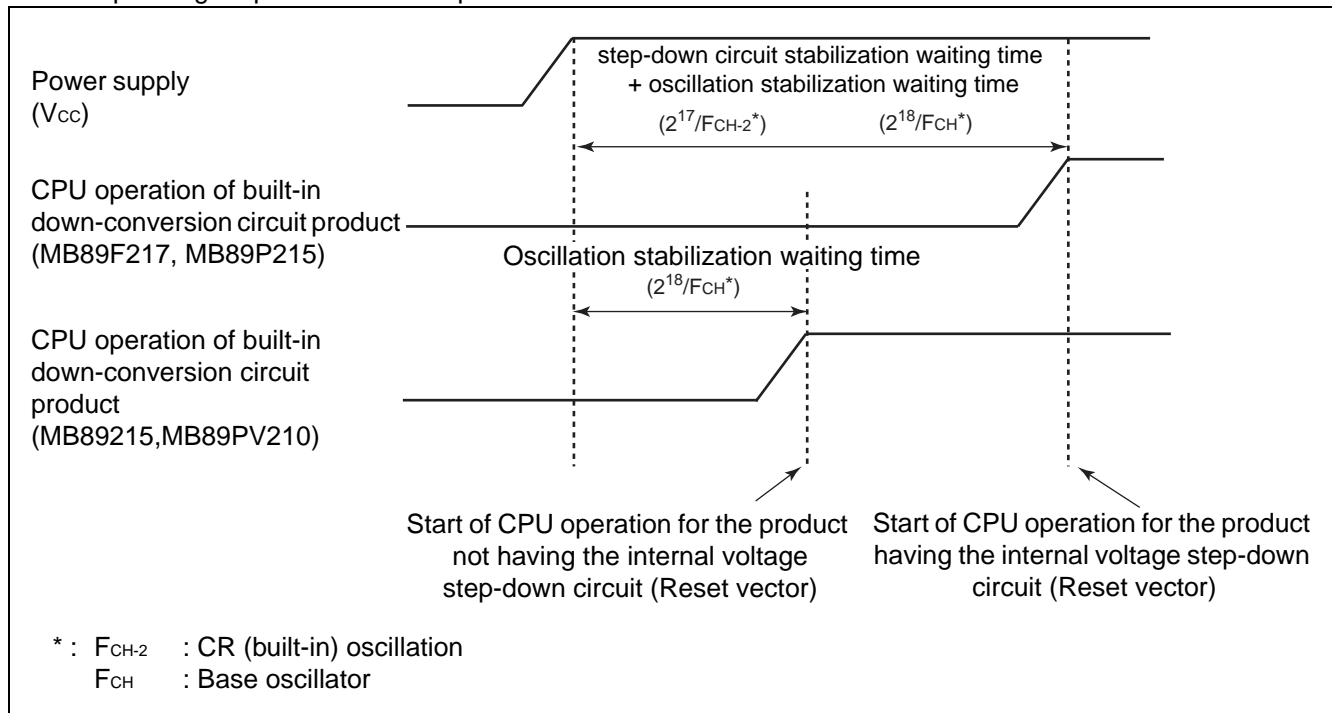 Power supply
(VCC)
step-down circuit stabilization waiting time
+ oscillation stabilization waiting time
(2^17/FCH-2*) (2^18/FCH*)
CPU operation of built-in
down-conversion circuit product
(MB89F217, MB89P215)
Oscillation stabilization waiting time
(2^18/FCH*)
CPU operation of built-in
down-conversion circuit
product
(MB89215,MB89PV210)
Start of CPU operation for the product
not having the internal voltage
step-down circuit (Reset vector)
Start of CPU operation for the product
having the internal voltage step-down
circuit (Reset vector)
* : FCH-2 : CR (built-in) oscillation
FCH : Base oscillator